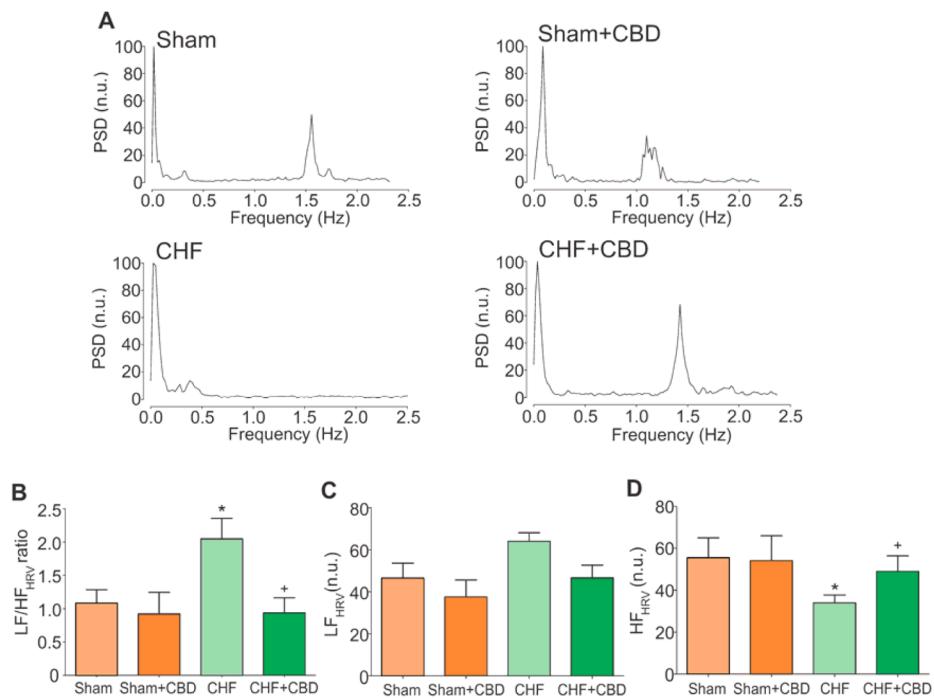 A
Sham
PSD (n.u.)
100
80
60
40
20
0
0.0 0.5 1.0 1.5 2.0 2.5
Frequency (Hz)
Sham+CBD
PSD (n.u.)
100
80
60
40
20
0
0.0 0.5 1.0 1.5 2.0 2.5
Frequency (Hz)
CHF
PSD (n.u.)
100
80
60
40
20
0
0.0 0.5 1.0 1.5 2.0 2.5
Frequency (Hz)
CHF+CBD
PSD (n.u.)
100
80
60
40
20
0
0.0 0.5 1.0 1.5 2.0 2.5
Frequency (Hz)
B
LF/HFHRV ratio
2.5
2.0
1.5
1.0
0.5
0
*
+
Sham Sham+CBD CHF CHF+CBD
C
LFHRV(n.u.)
80
60
40
20
0
Sham Sham+CBD CHF CHF+CBD
D
HFHRV (n.u.)
80
60
40
20
0
*
+
Sham Sham+CBD CHF CHF+CBD